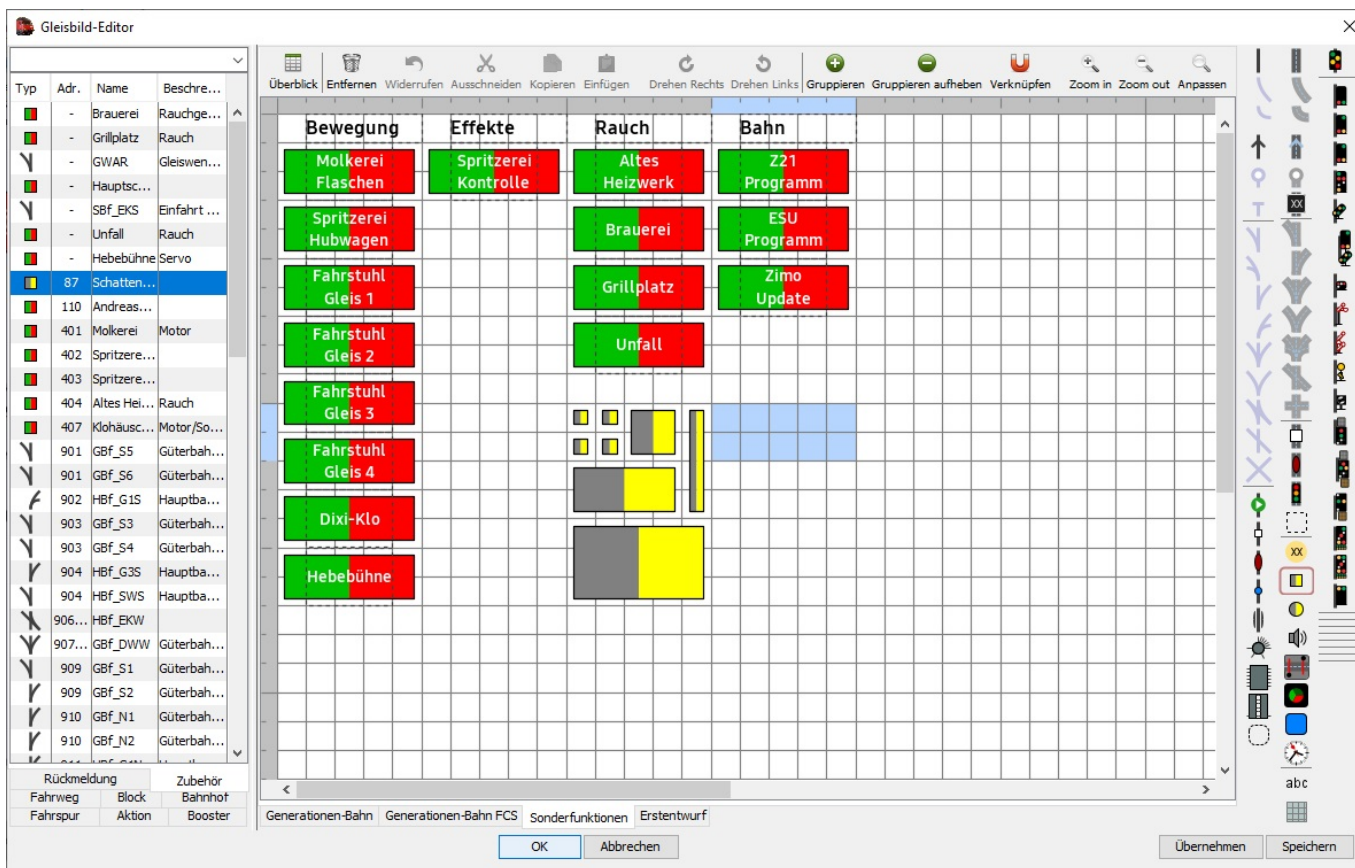 Gleisbild-Editor
Überblick Entfernen Widerrufen Ausschneiden Kopieren Einfügen Drehen Rechts Drehen Links Gruppieren Gruppieren aufheben Verknüpfen Zoom in Zoom out Anpassen
Typ Adr. Name Beschre...
- Brauerei Rauchge...
- Grillplatz Rauch
- GWAR Gleiswen...
- Hauptsc...
- SBf_EKS Einfahrt ...
- Unfall Rauch
- Hebebühne Servo
87 Schatten...
110 Andreas...
401 Molkerei Motor
402 Spritzere...
403 Spritzere...
404 Altes Hei... Rauch
407 Klohäusc... Motor/So...
901 GBf_S5 Güterbah...
901 GBf_S6 Güterbah...
902 HBf_G1S Hauptba...
903 GBf_S3 Güterbah...
903 GBf_S4 Güterbah...
904 HBf_G3S Hauptba...
904 HBf_SWS Hauptba...
906... HBf_EKW
907... GBf_DWW Güterbah...
909 GBf_S1 Güterbah...
909 GBf_S2 Güterbah...
910 GBf_N1 Güterbah...
910 GBf_N2 Güterbah...
Rückmeldung Zubehör
Fahrweg Block Bahnhof
Fahrspur Aktion Booster
Bewegung Effekte Rauch Bahn
Molkerei
Flaschen
Spritzerei
Hubwagen
Fahrstuhl
Gleis 1
Fahrstuhl
Gleis 2
Fahrstuhl
Gleis 3
Fahrstuhl
Gleis 4
Dixi-Klo
Hebebühne
Spritzerei
Kontrolle
Altes
Heizwerk
Brauerei
Grillplatz
Unfall
Z21
Programm
ESU
Programm
Zimo
Update
XX
XX
abc
Generationen-Bahn Generationen-Bahn FCS Sonderfunktionen Erstentwurf
OK Abbrechen Übernehmen Speichern